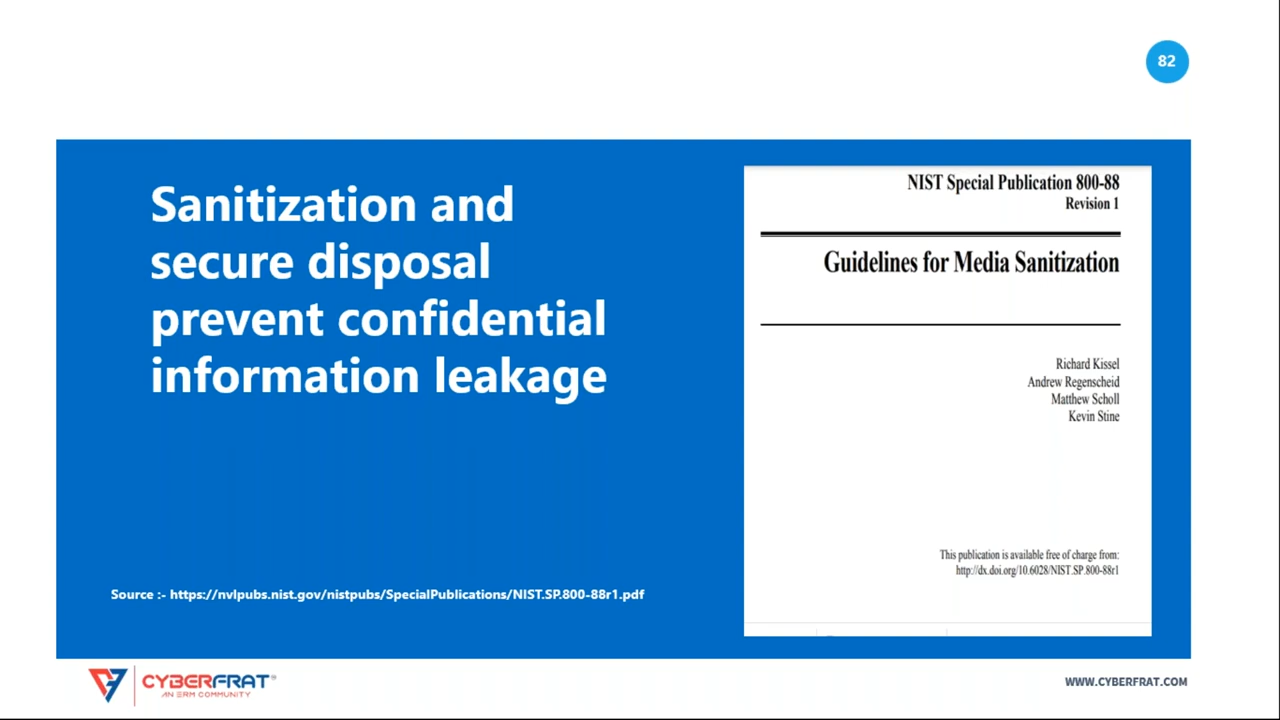 82
Sanitization and
secure disposal
prevent confidential
information leakage
Source :- https://nvlpubs.nist.gov/nistpubs/SpecialPublications/NIST.SP.800-88r1.pdf
NIST Special Publication 800-88
Revision 1
Guidelines for Media Sanitization
Richard Kissel
Andrew Regenscheid
Matthew Scholl
Kevin Stine
This publication is available free of charge from:
http://dx.doi.org/10.6028/NIST.SP.800-88r1
CYBERFRAT®
AN ERM COMMUNITY
WWW.CYBERFRAT.COM